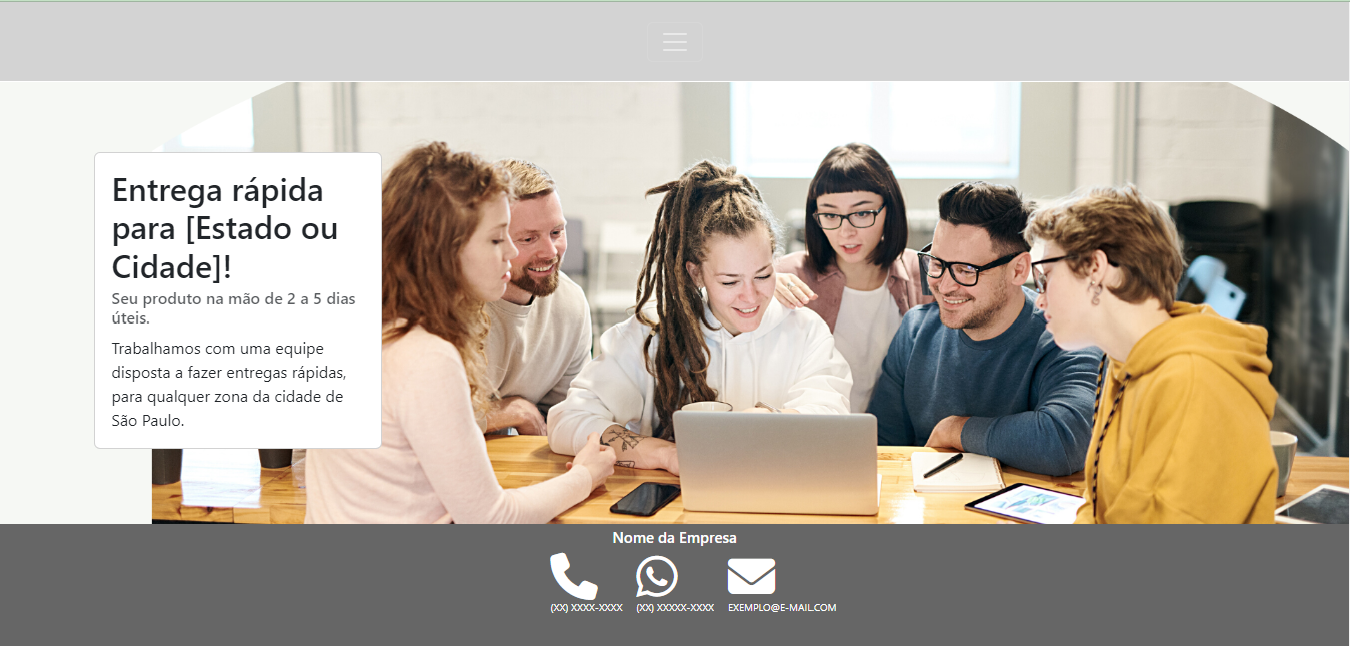 Entrega rápida
para [Estado ou
Cidade]!
Seu produto na mão de 2 a 5 dias
úteis.
Trabalhamos com uma equipe
disposta a fazer entregas rápidas,
para qualquer zona da cidade de
São Paulo.
Nome da Empresa
(XX) XXXX-XXXX (XX) XXXXX-XXXX EXEMPLO@E-MAIL.COM